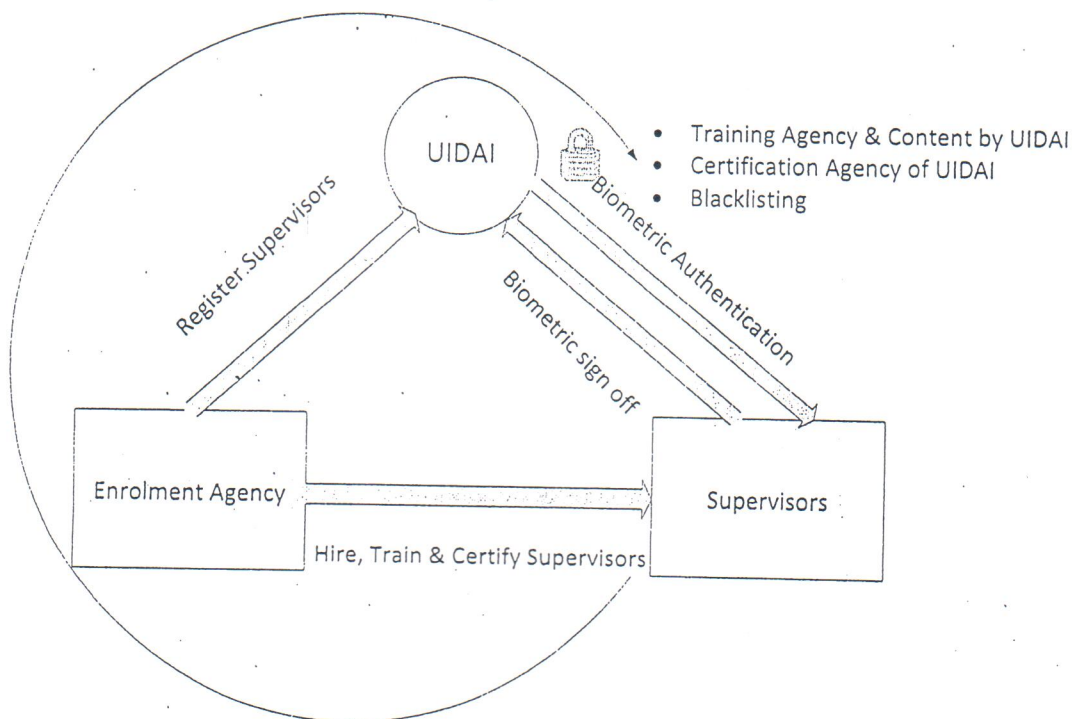 UIDAI
• Training Agency & Content by UIDAI
• Certification Agency of UIDAI
• Blacklisting
Register Supervisors
Biometric Authentication
Biometric sign off
Enrolment Agency
Supervisors
Hire, Train & Certify Supervisors